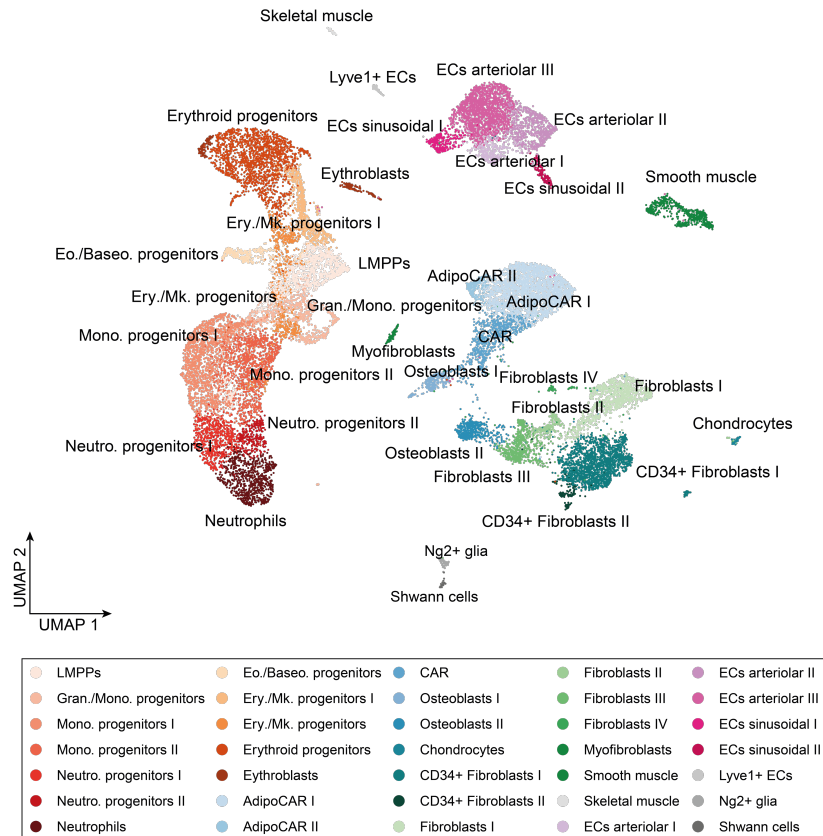 Skeletal muscle
ECs arteriolar III
Lyve1+ ECs
Erythroid progenitors
ECs sinusoidal I
ECs arteriolar II
ECs arteriolar I
Eythroblasts
ECs sinusoidal II
Smooth muscle
Ery./Mk. progenitors I
Eo./Baseo. progenitors
LMPPs
AdipoCAR II
Ery./Mk. progenitors
Gran./Mono. progenitors
AdipoCAR I
Mono. progenitors I
CAR
Myofibroblasts
Mono. progenitors II
Osteoblasts I
Fibroblasts IV
Fibroblasts I
Fibroblasts II
Neutro. progenitors II
Chondrocytes
Neutro. progenitors I
Osteoblasts II
Fibroblasts III
CD34+ Fibroblasts I
Neutrophils
CD34+ Fibroblasts II
Ng2+ glia
Shwann cells
UMAP 2
UMAP 1
LMPPs
Gran./Mono. progenitors
Mono. progenitors I
Mono. progenitors II
Neutro. progenitors I
Neutro. progenitors II
Neutrophils
Eo./Baseo. progenitors
Ery./Mk. progenitors I
Ery./Mk. progenitors
Erythroid progenitors
Eythroblasts
AdipoCAR I
AdipoCAR II
CAR
Osteoblasts I
Osteoblasts II
Chondrocytes
CD34+ Fibroblasts I
CD34+ Fibroblasts II
Fibroblasts I
Fibroblasts II
Fibroblasts III
Fibroblasts IV
Myofibroblasts
Smooth muscle
Skeletal muscle
ECs arteriolar I
ECs arteriolar II
ECs arteriolar III
ECs sinusoidal I
ECs sinusoidal II
Lyve1+ ECs
Ng2+ glia
Shwann cells